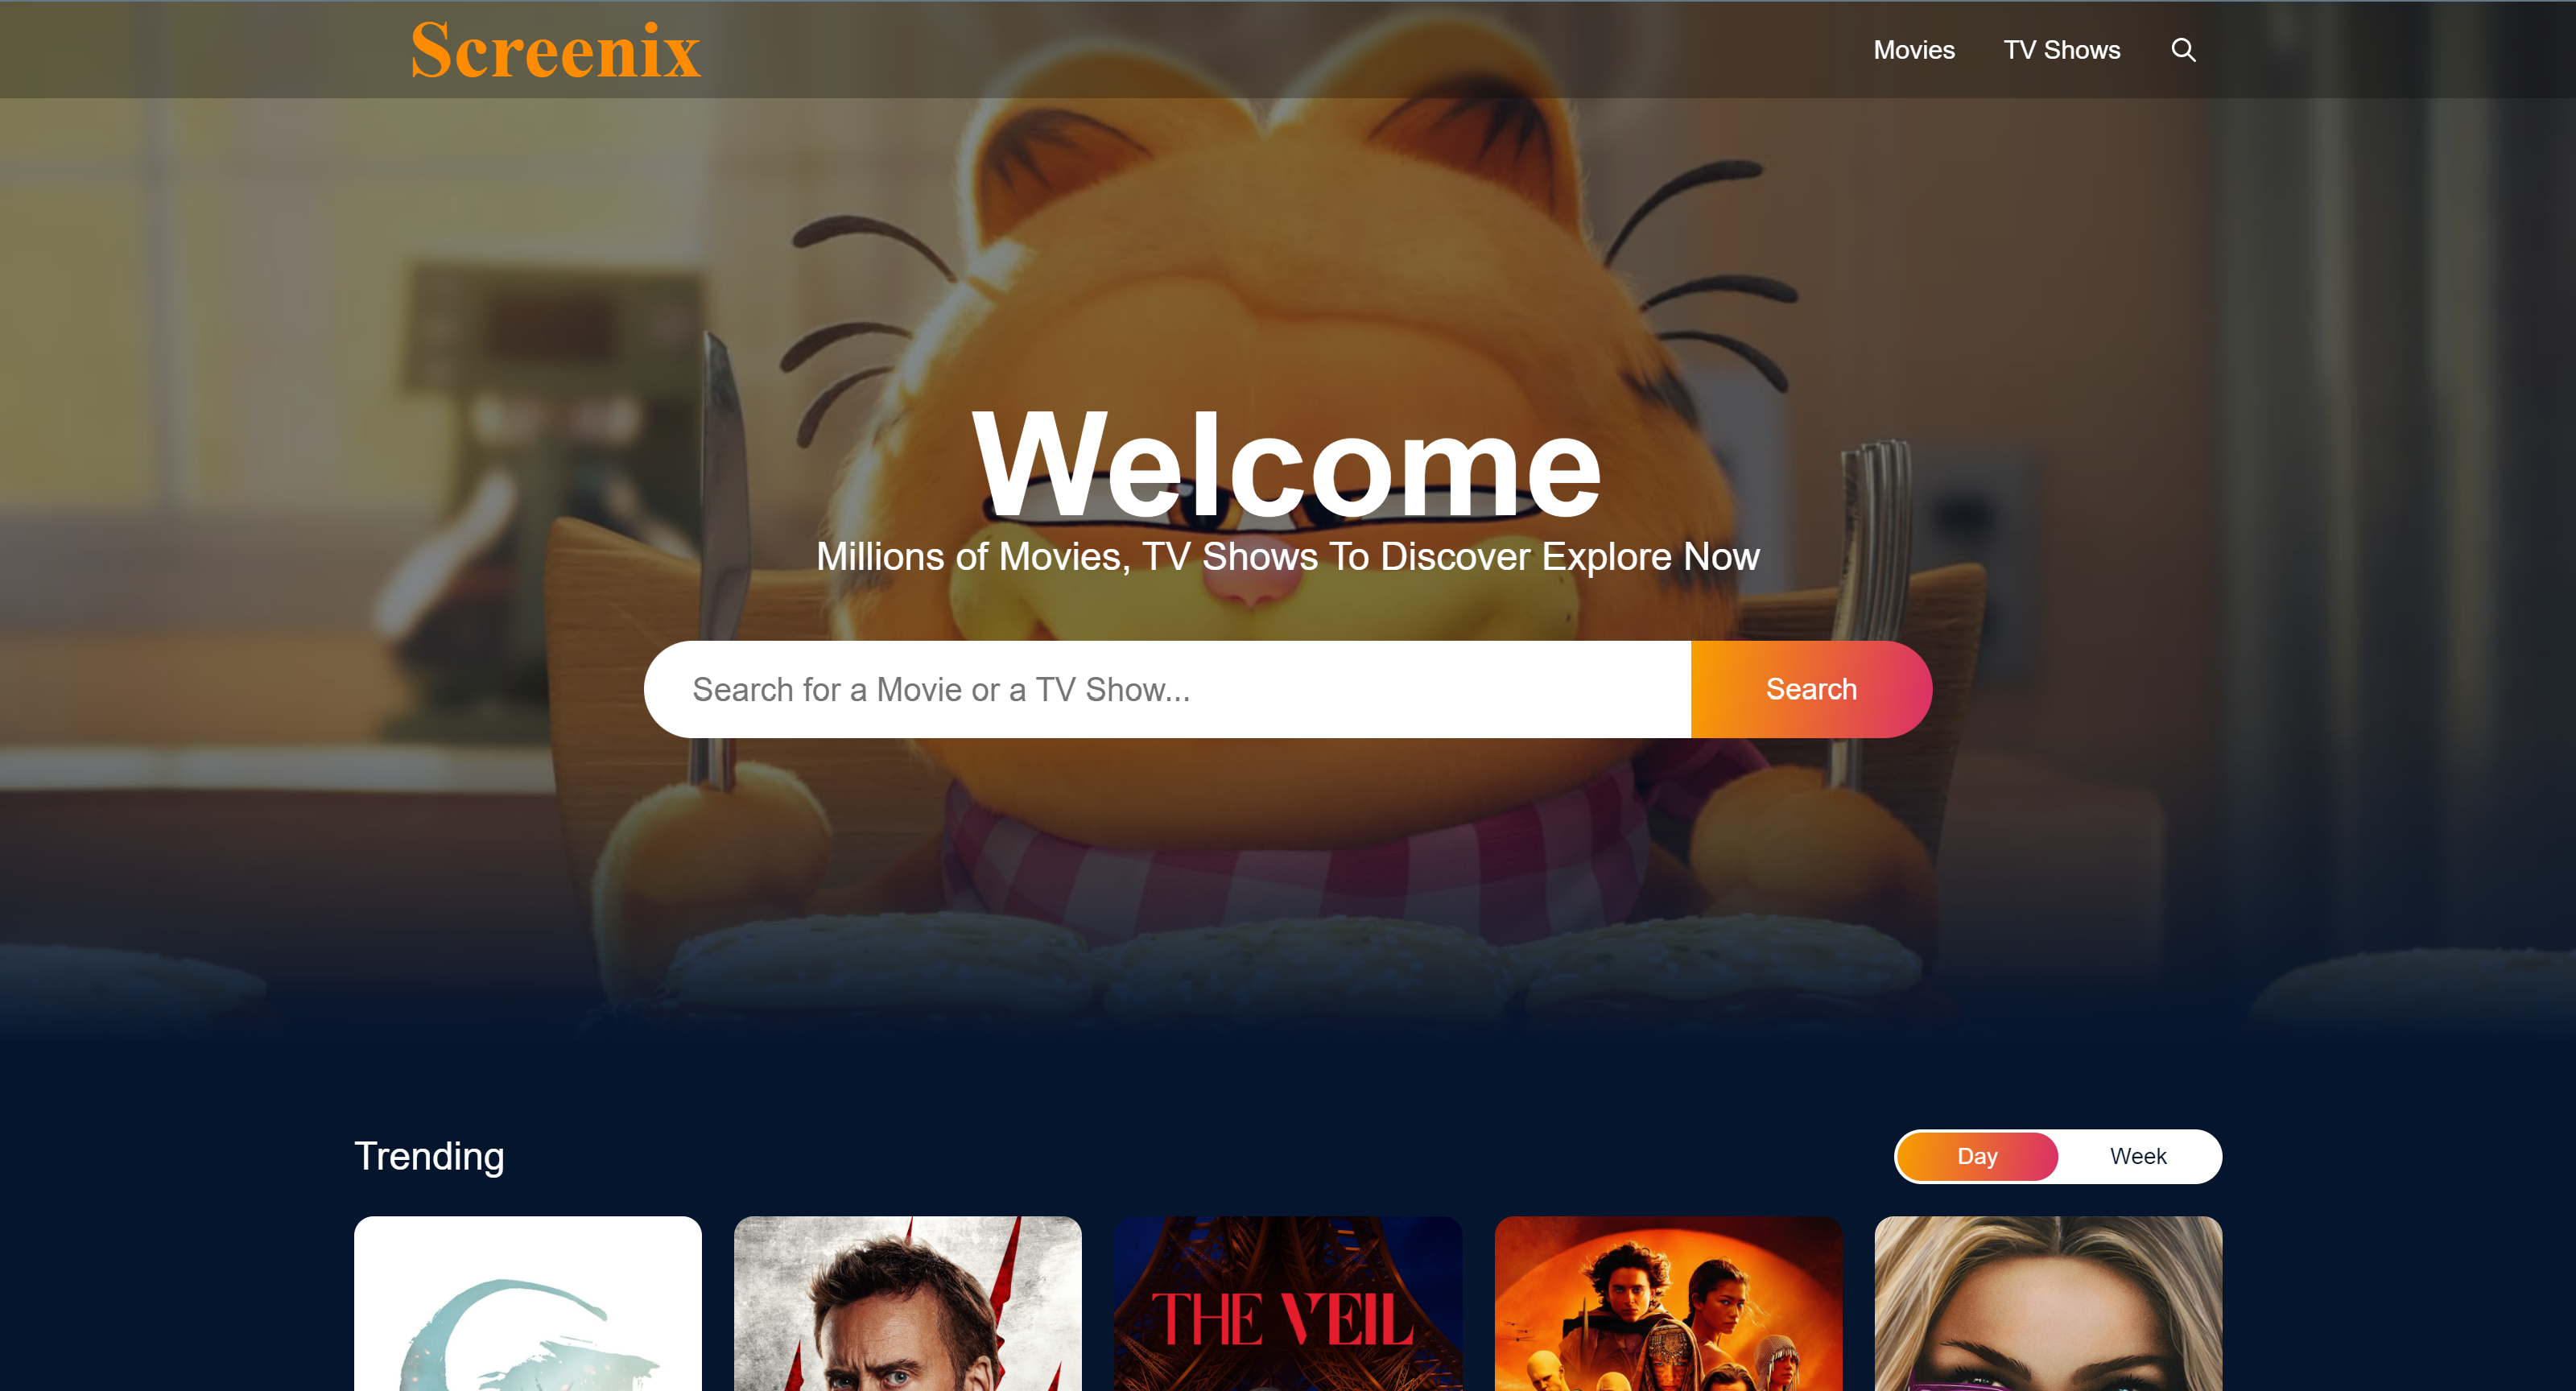 Screenix
Movies
TV Shows
Welcome
Millions of Movies, TV Shows To Discover Explore Now
Search for a Movie or a TV Show...
Search
Trending
Day
Week
THE VEIL